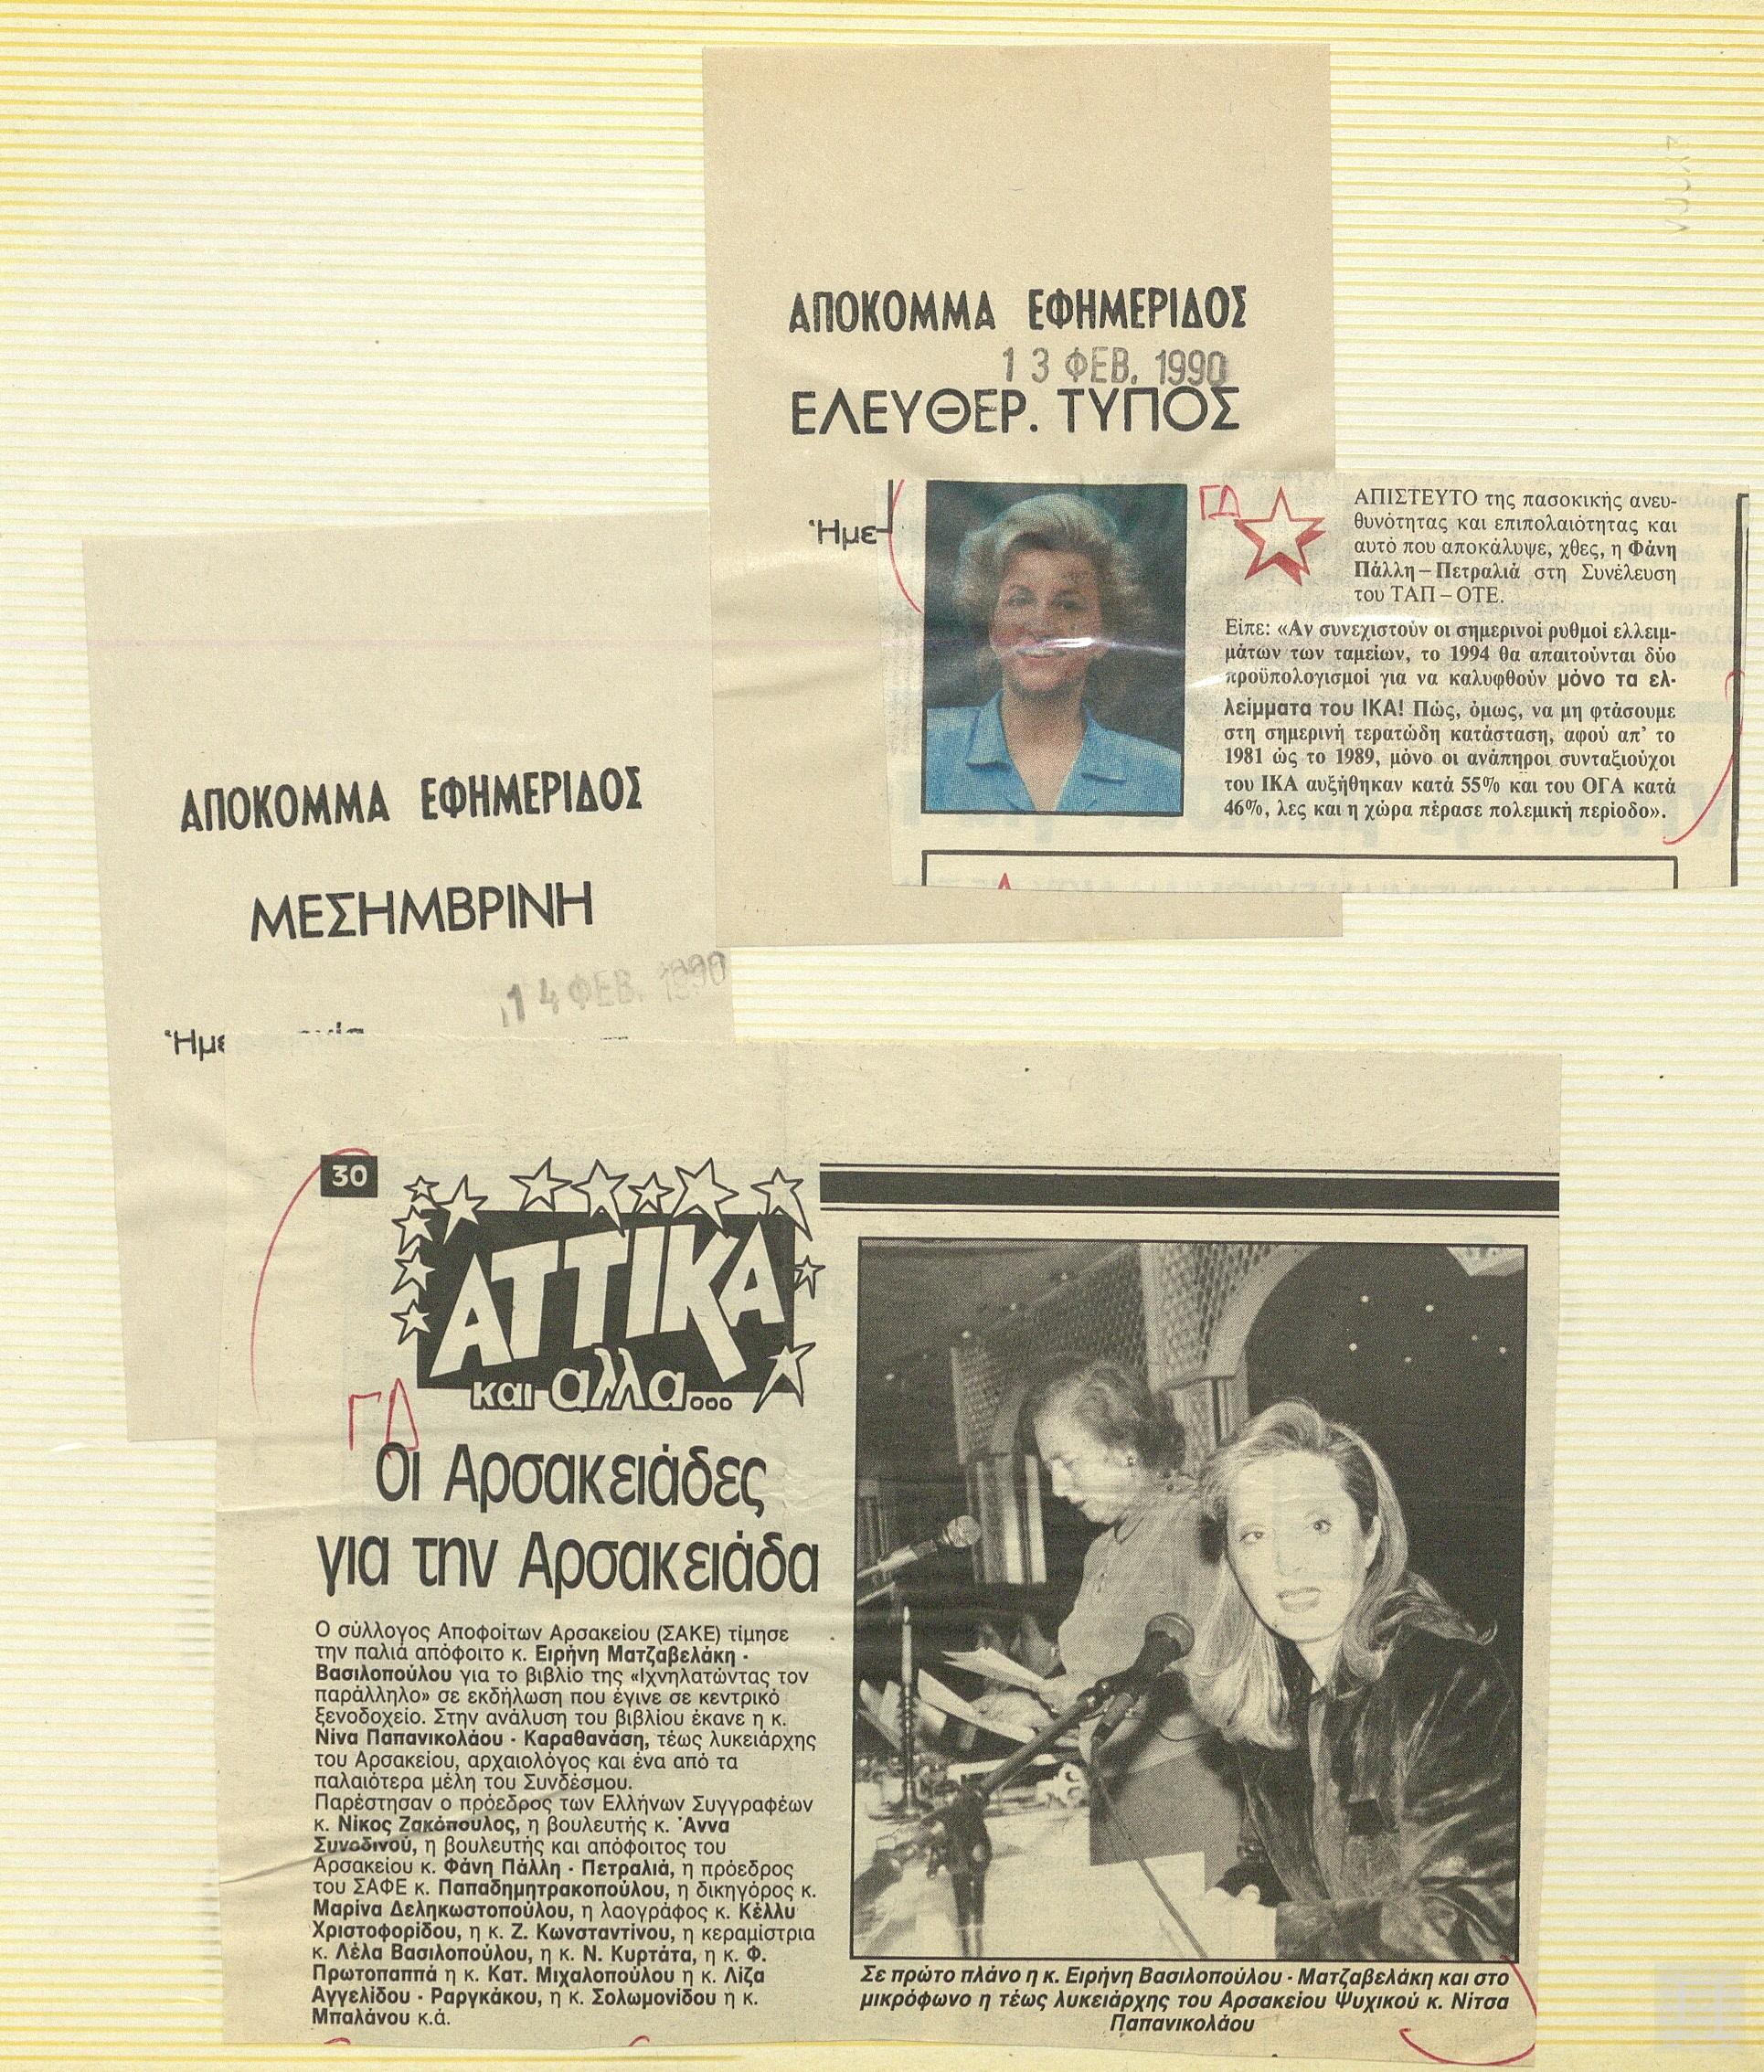 ΑΠΟΚΟΜΜΑ ΕΦΗΜΕΡΙΔΟΣ
13 ΦΕΒ. 1990
ΕΛΕΥΘΕΡ. ΤΥΠΟΣ
Ἡμε
ΓΔ
ΑΠΙΣΤΕΥΤΟ της πασοκικής ανευ-
θυνότητας και επιπολαιότητας και
αυτό που αποκάλυψε, χθες, η Φάνη
Πάλλη – Πετραλιά στη Συνέλευση
του ΤΑΠ – ΟΤΕ.
Είπε: «Αν συνεχιστούν οι σημερινοί ρυθμοί ελλειμ-
μάτων των ταμείων, το 1994 θα απαιτούνται δύο
προϋπολογισμοί για να καλυφθούν μόνο τα ελ-
λείμματα του ΙΚΑ! Πώς, όμως, να μη φτάσουμε
στη σημερινή τερατώδη κατάσταση, αφού απ' το
1981 ώς το 1989, μόνο οι ανάπηροι συνταξιούχοι
του ΙΚΑ αυξήθηκαν κατά 55% και του ΟΓΑ κατά
46%, λες και η χώρα πέρασε πολεμική περίοδο».
ΑΠΟΚΟΜΜΑ ΕΦΗΜΕΡΙΔΟΣ
ΜΕΣΗΜΒΡΙΝΗ
14 ΦΕΒ. 1990
Ἡμε
30
ΑΤΤΙΚΑ
και αλλα...
ΓΔ
Οι Αρσακειάδες
για την Αρσακειάδα
Ο σύλλογος Αποφοίτων Αρσακείου (ΣΑΚΕ) τίμησε
την παλιά απόφοιτο κ. Ειρήνη Ματζαβελάκη -
Βασιλοπούλου για το βιβλίο της «Ιχνηλατώντας τον
παράλληλο» σε εκδήλωση που έγινε σε κεντρικό
ξενοδοχείο. Στην ανάλυση του βιβλίου έκανε η κ.
Νίνα Παπανικολάου - Καραθανάση, τέως λυκειάρχης
του Αρσακείου, αρχαιολόγος και ένα από τα
παλαιότερα μέλη του Συνδέσμου.
Παρέστησαν ο πρόεδρος των Ελλήνων Συγγραφέων
κ. Νίκος Ζακόπουλος, η βουλευτής κ. Άννα
Συνοδινού, η βουλευτής και απόφοιτος του
Αρσακείου κ. Φάνη Πάλλη - Πετραλιά, η πρόεδρος
του ΣΑΦΕ κ. Παπαδημητρακοπούλου, η δικηγόρος κ.
Μαρίνα Δεληκωστοπούλου, η λαογράφος κ. Κέλλυ
Χριστοφορίδου, η κ. Ζ. Κωνσταντίνου, η κεραμίστρια
κ. Λέλα Βασιλοπούλου, η κ. Ν. Κυρτάτα, η κ. Φ.
Πρωτοπαππά η κ. Κατ. Μιχαλοπούλου η κ. Λίζα
Αγγελίδου - Ραργκάκου, η κ. Σολωμονίδου η κ.
Μπαλάνου κ.ά.
Σε πρώτο πλάνο η κ. Ειρήνη Βασιλοπούλου - Ματζαβελάκη και στο
μικρόφωνο η τέως λυκειάρχης του Αρσακείου Ψυχικού κ. Νίτσα
Παπανικολάου